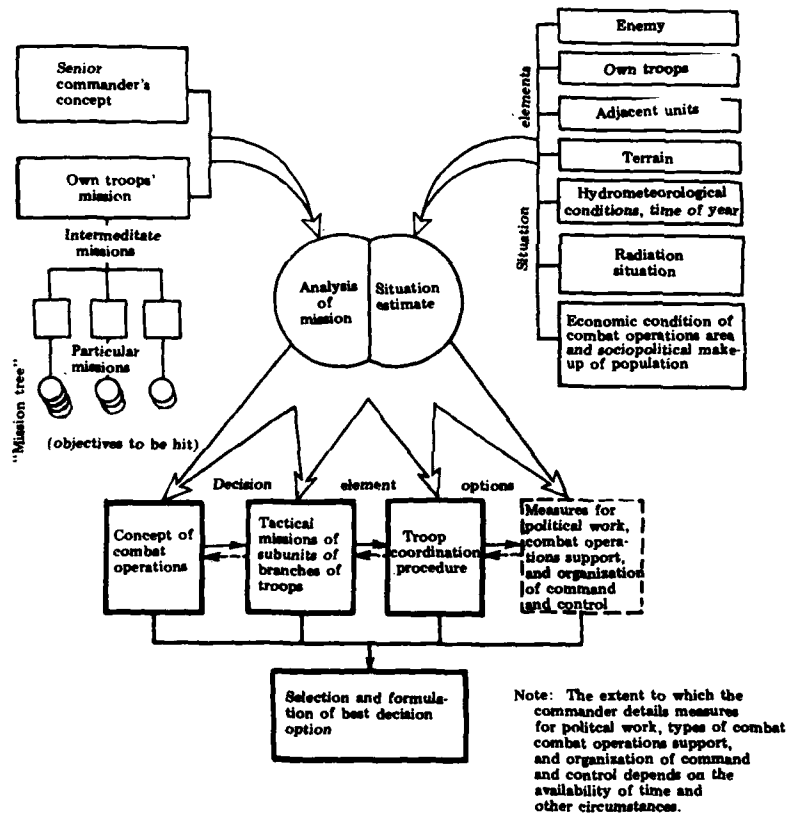 Senior
commander's
concept
Own troops'
mission
Intermeditate
missions
Particular
missions
"Mission tree"
(objectives to be hit)
Analysis
of
mission
Situation
estimate
Situation elements
Enemy
Own troops
Adjacent units
Terrain
Hydrometeorological
conditions, time of year
Radiation
situation
Economic condition of
combat operations area
and sociopolitical make-
up of population
Decision element options
Concept of
combat
operations
Tactical
missions of
subunits of
branches of
troops
Troop
coordination
procedure
Measures for
political work,
combat opera-
tions support,
and organization
of command
and control
Selection and formula-
tion of best decision
option
Note: The extent to which the
commander details measures
for politcal work, types of combat
combat operations support,
and organization of command
and control depends on the
availability of time and
other circumstances.